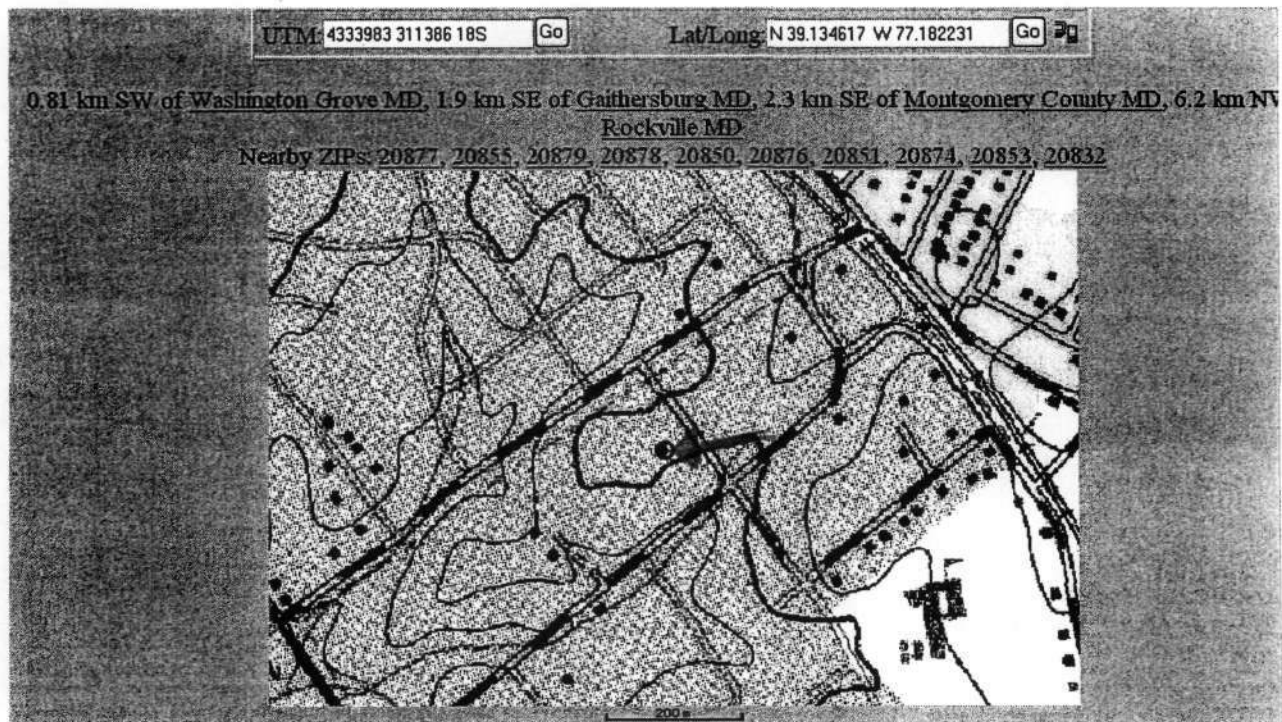 UTM: 4333983 311386 18S Go Lat/Long: N 39.134617 W 77.182231 Go
0.81 km SW of Washington Grove MD, 1.9 km SE of Gaithersburg MD, 2.3 km SE of Montgomery County MD, 6.2 km NW
Rockville MD
Nearby ZIPs: 20877, 20855, 20879, 20878, 20850, 20876, 20851, 20874, 20853, 20832
200 m